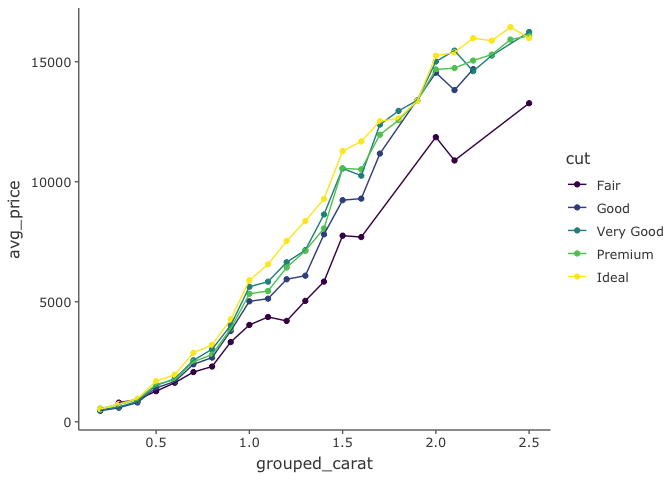 15000
10000
5000
0
avg_price
0.5 1.0 1.5 2.0 2.5
grouped_carat
cut
Fair
Good
Very Good
Premium
Ideal